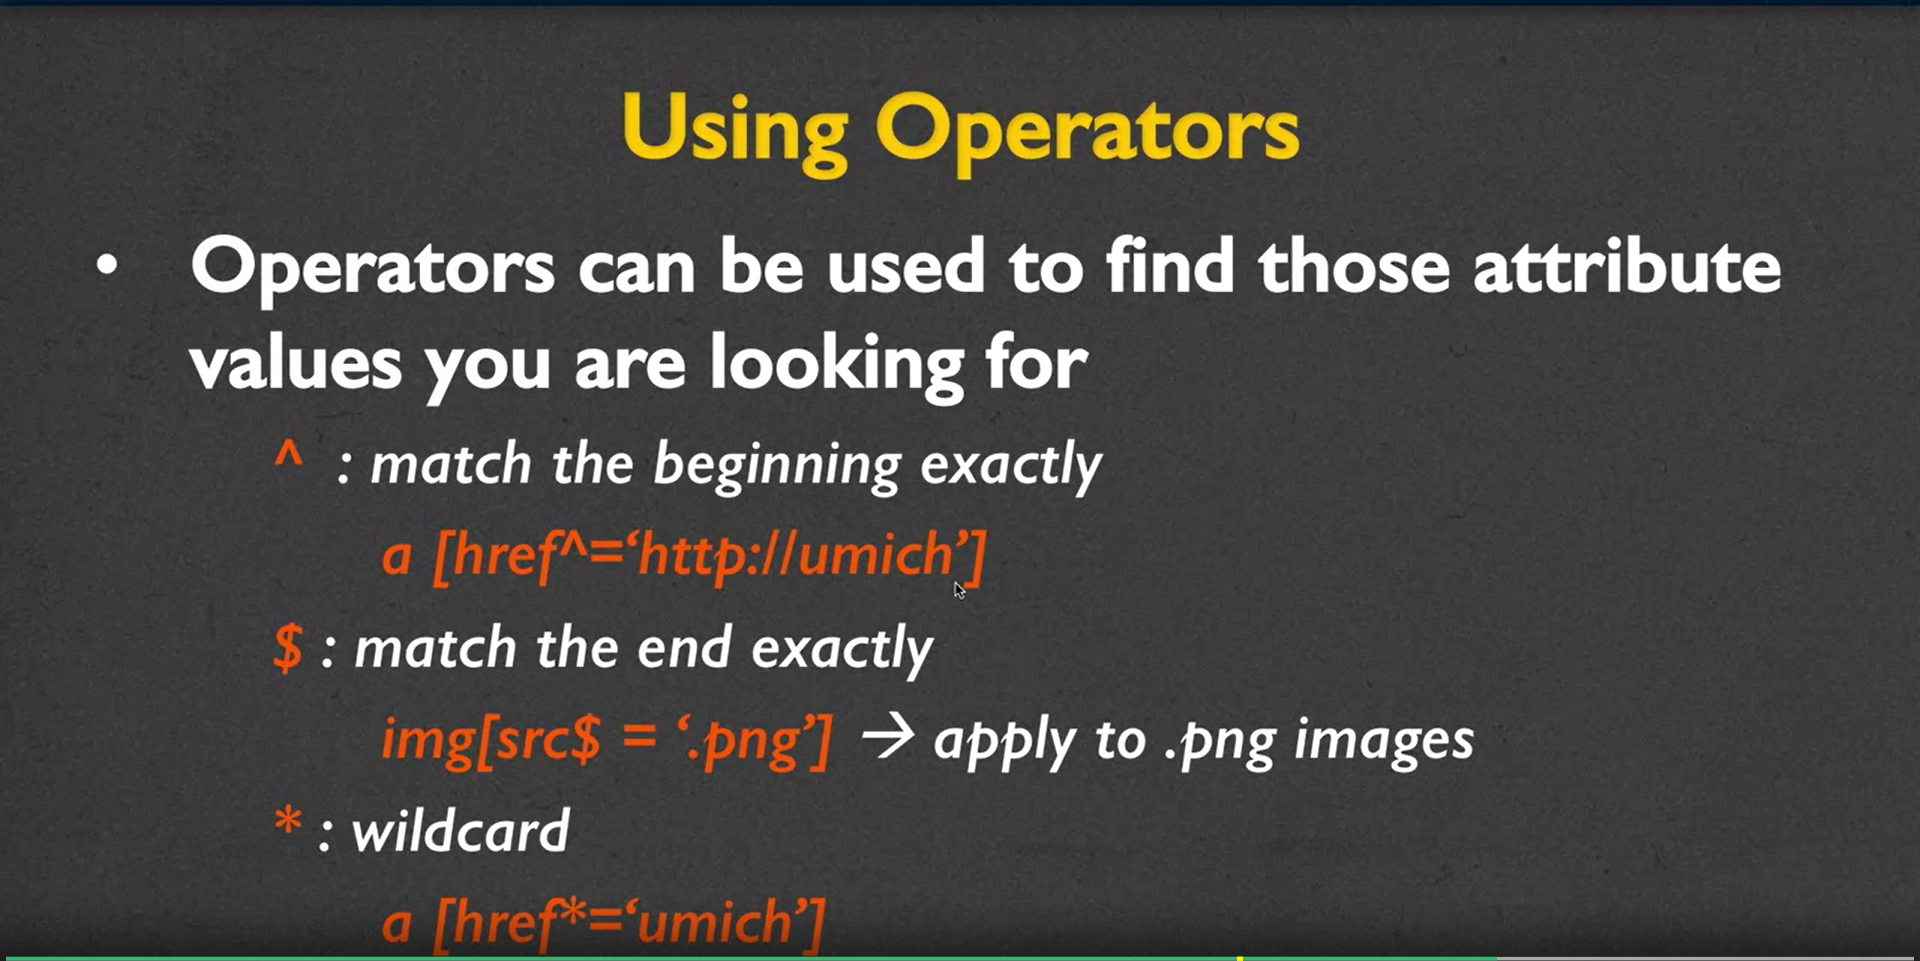 Using Operators
• Operators can be used to find those attribute
values you are looking for
^ : match the beginning exactly
a [href^=‘http://umich’]
$ : match the end exactly
img[src$ = ‘.png’] → apply to .png images
* : wildcard
a [href*=‘umich’]